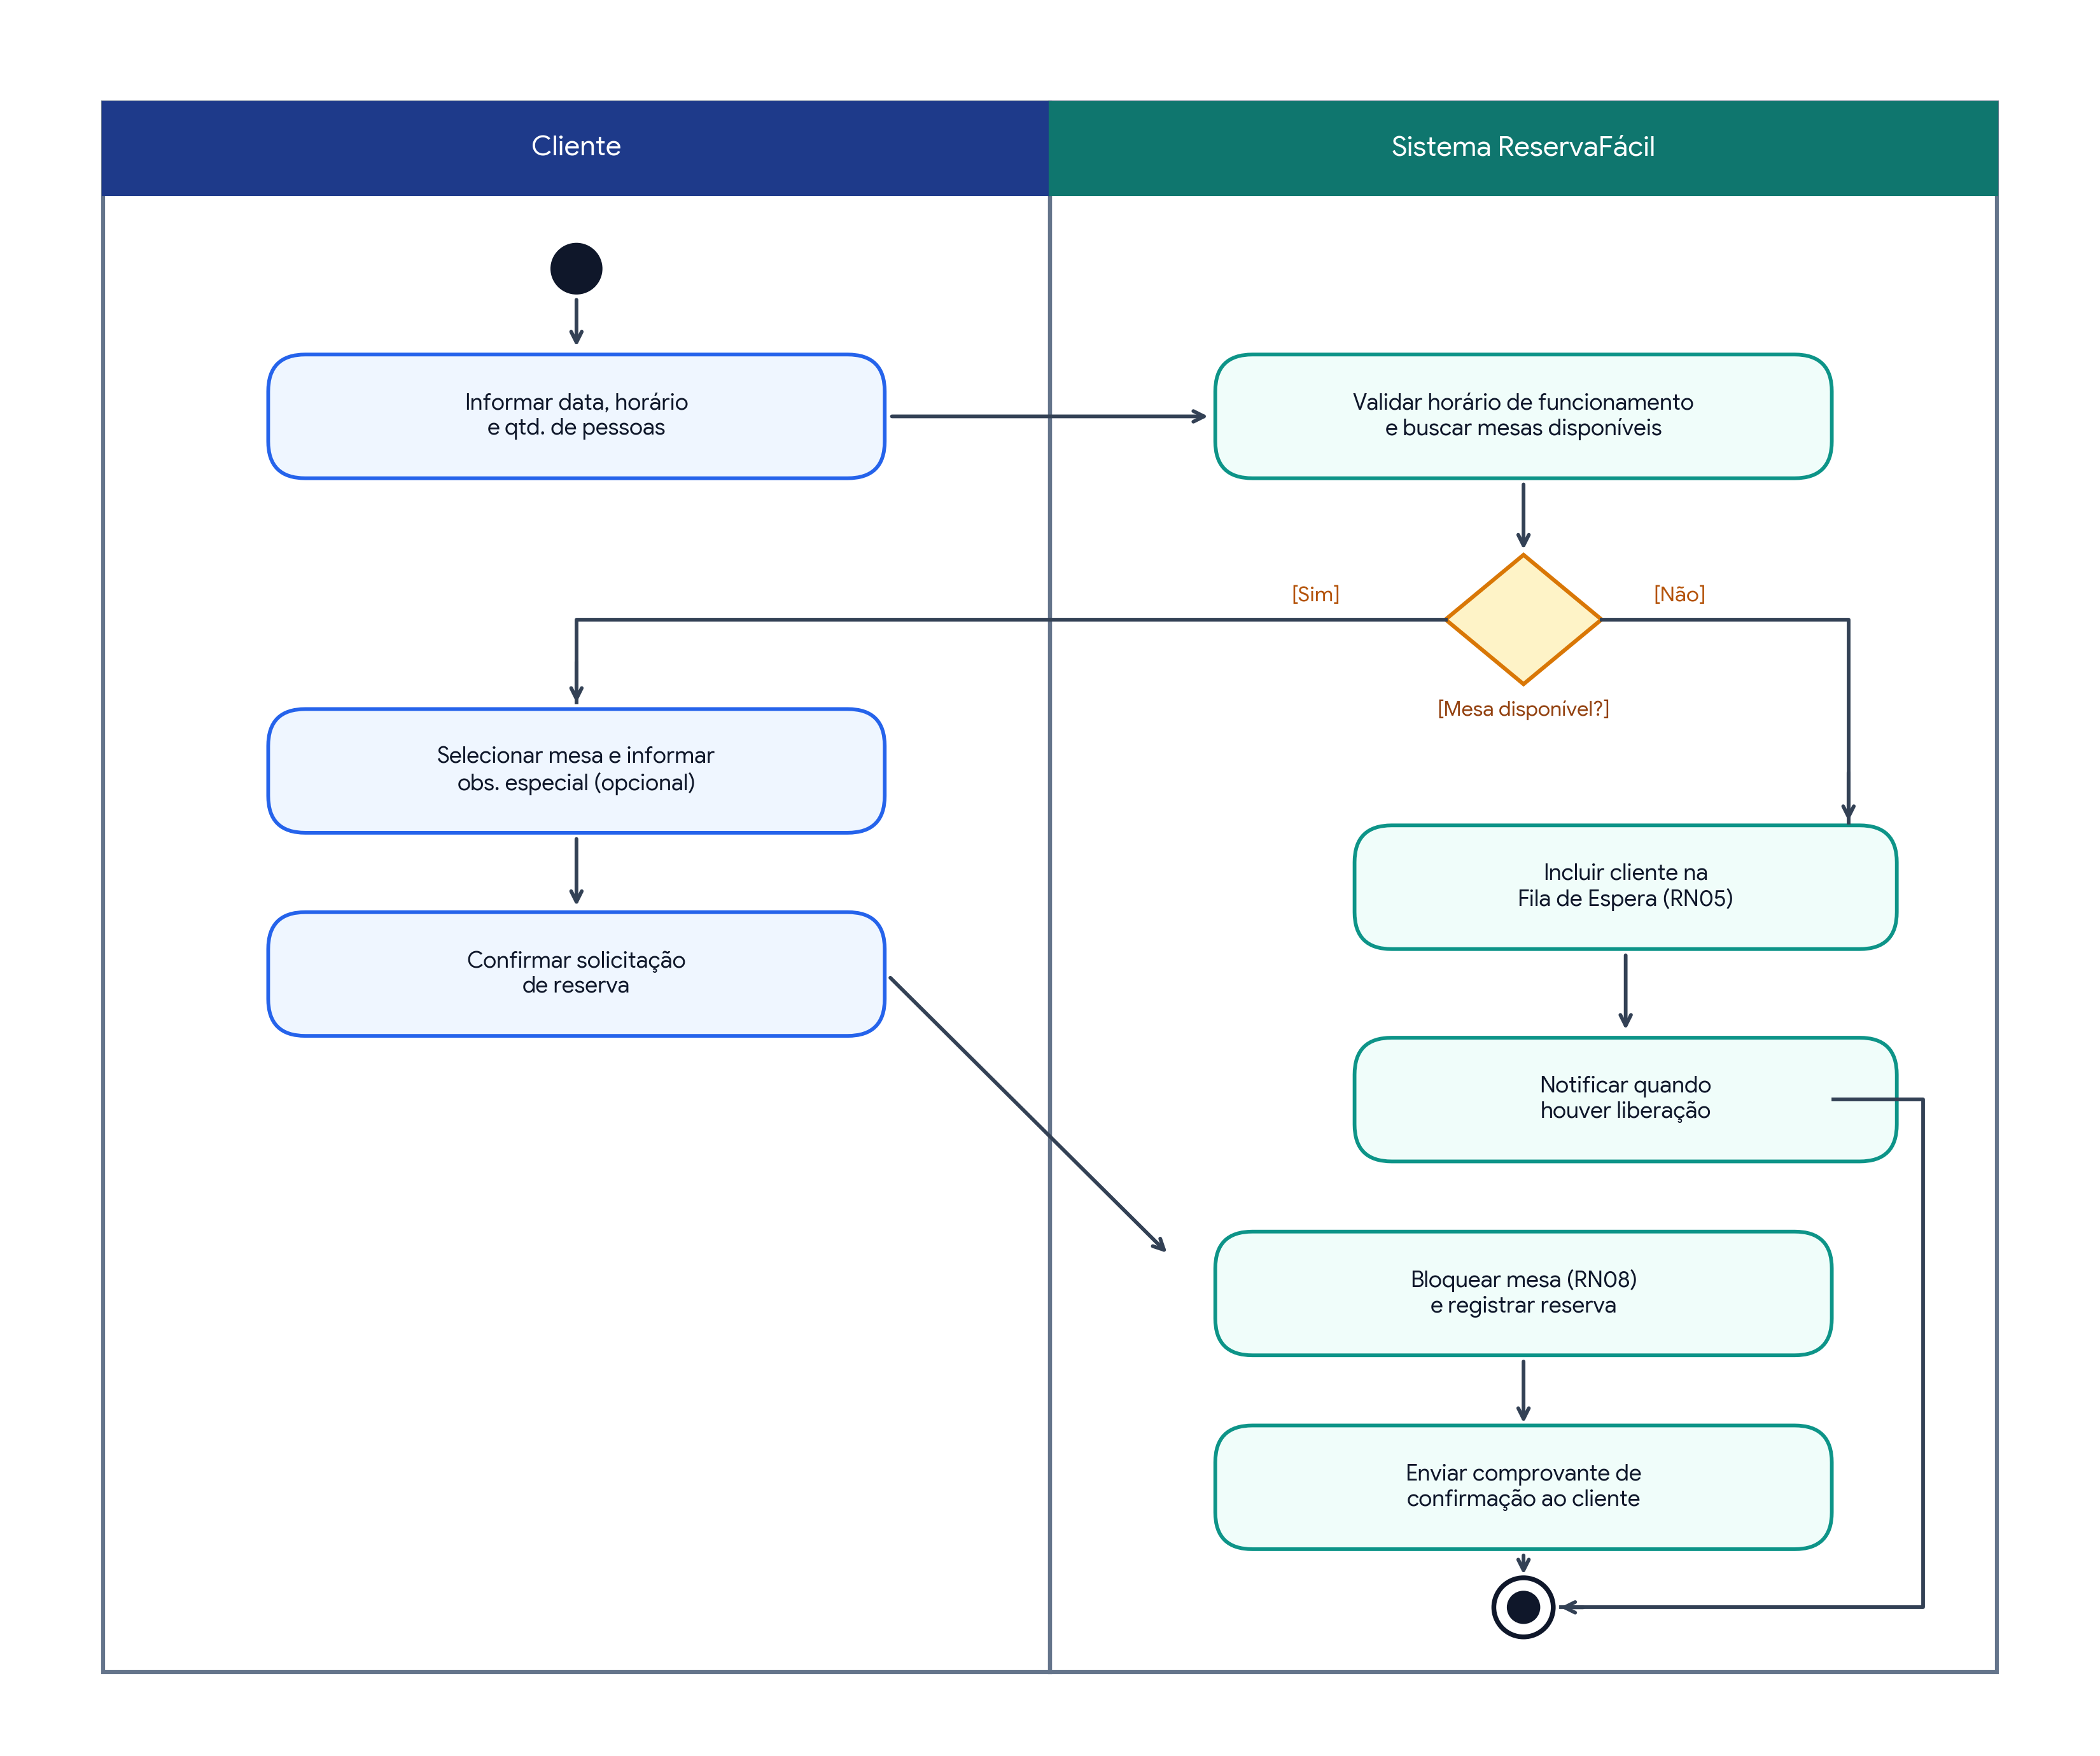 Cliente
Sistema ReservaFácil
Informar data, horário
e qtd. de pessoas
Validar horário de funcionamento
e buscar mesas disponíveis
[Sim]
[Não]
[Mesa disponível?]
Selecionar mesa e informar
obs. especial (opcional)
Incluir cliente na
Fila de Espera (RN05)
Confirmar solicitação
de reserva
Notificar quando
houver liberação
Bloquear mesa (RN08)
e registrar reserva
Enviar comprovante de
confirmação ao cliente